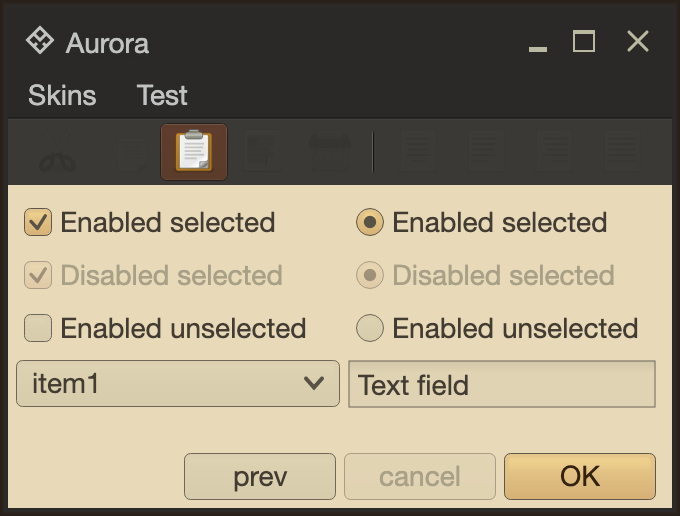 Aurora
Skins Test
Enabled selected Enabled selected
Disabled selected Disabled selected
Enabled unselected Enabled unselected
item1 Text field
prev cancel OK